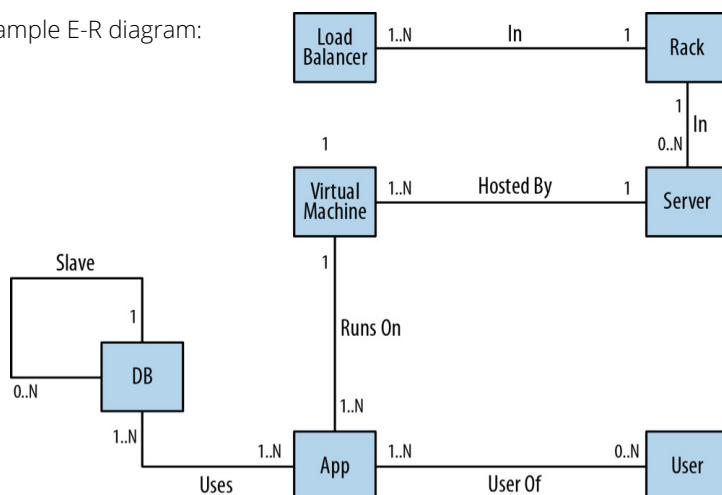 ample E-R diagram:
Load
Balancer
1..N
In
1
Rack
1
In
0..N
1
Virtual
Machine
1..N
Hosted By
1
Server
1
Slave
1
Runs On
DB
0..N
1..N
1..N
1..N
App
1..N
0..N
User
Uses
User Of